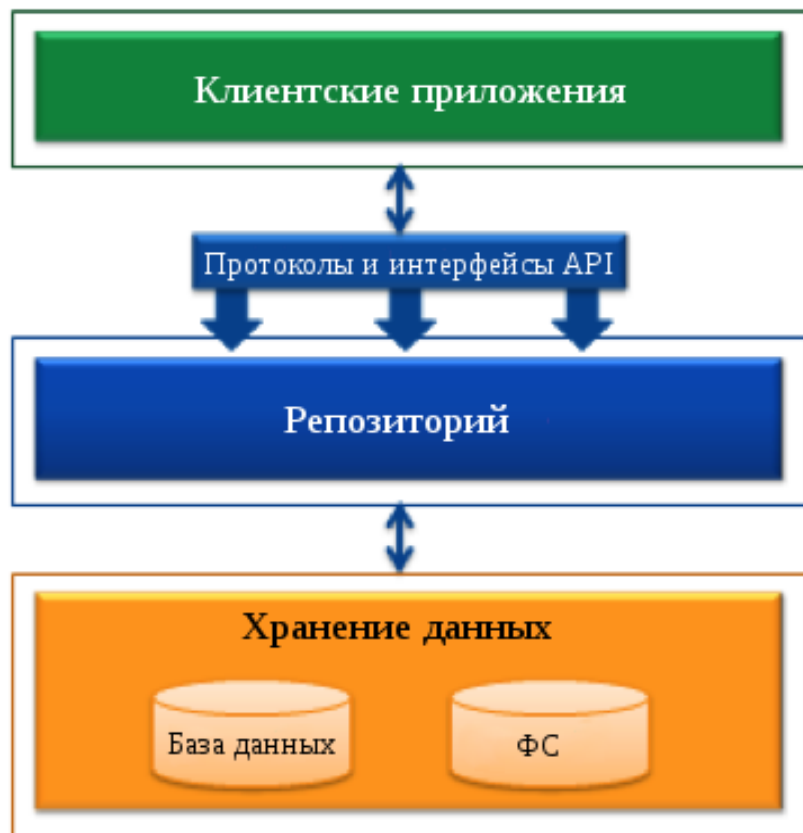 Клиентские приложения
Протоколы и интерфейсы API
Репозиторий
Хранение данных
База данных
ФС